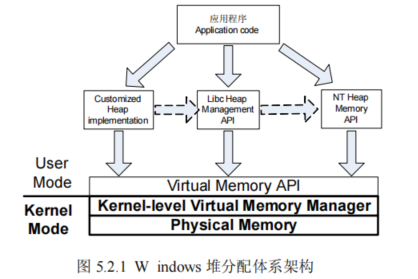 应用程序
Application code
Customized
Heap
implementation
Libc Heap
Management
API
NT Heap
Memory
API
User
Mode
Virtual Memory API
Kernel
Mode
Kernel-level Virtual Memory Manager
Physical Memory
图 5.2.1 W indows 堆分配体系架构